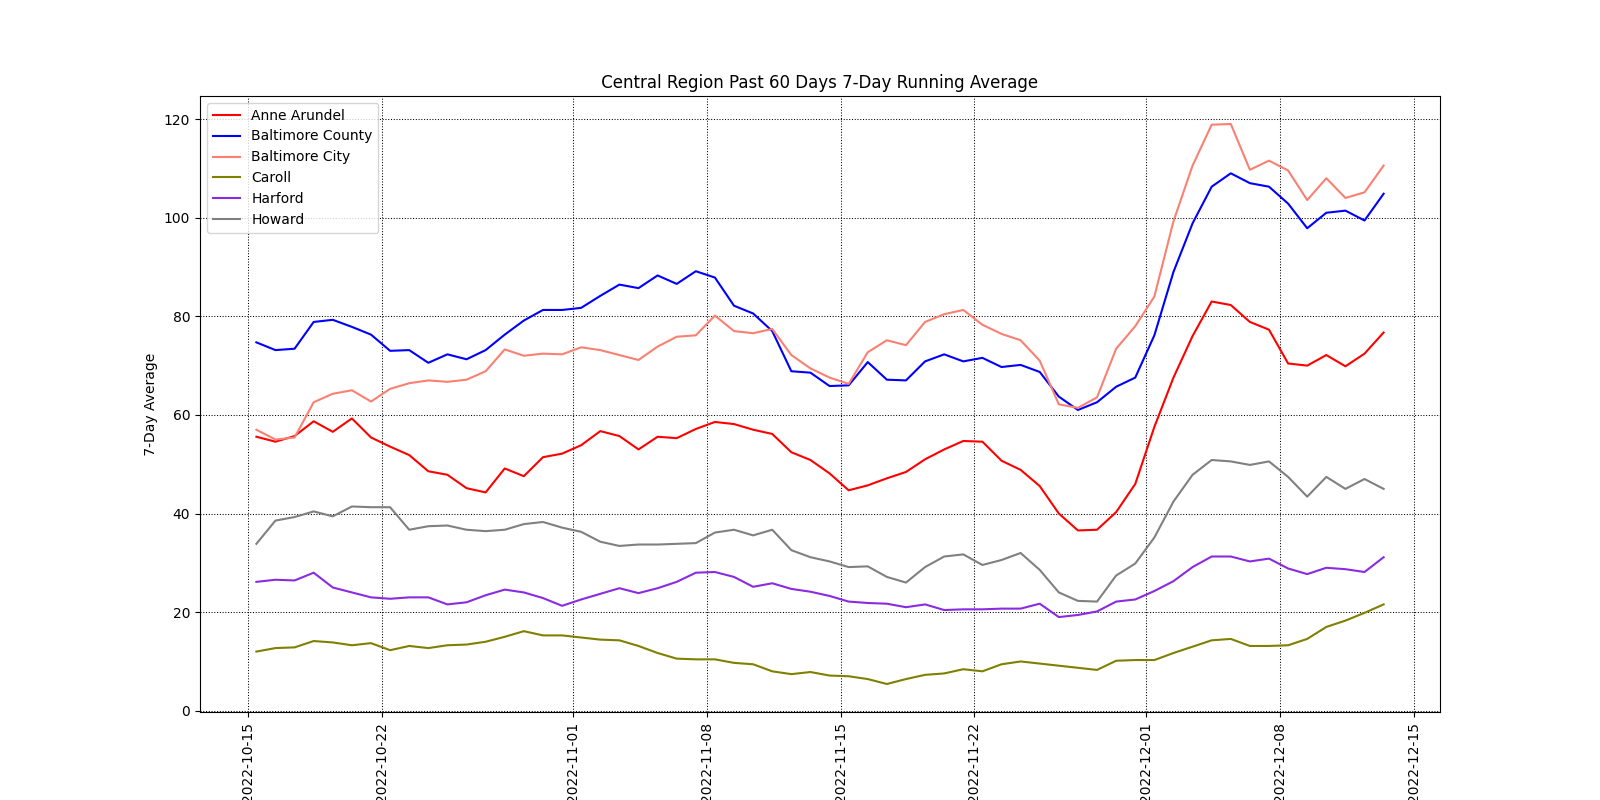 Central Region Past 60 Days 7-Day Running Average
Anne Arundel
Baltimore County
Baltimore City
Caroll
Harford
Howard
7-Day Average
120
100
80
60
40
20
0
2022-10-15
2022-10-22
2022-11-01
2022-11-08
2022-11-15
2022-11-22
2022-12-01
2022-12-08
2022-12-15